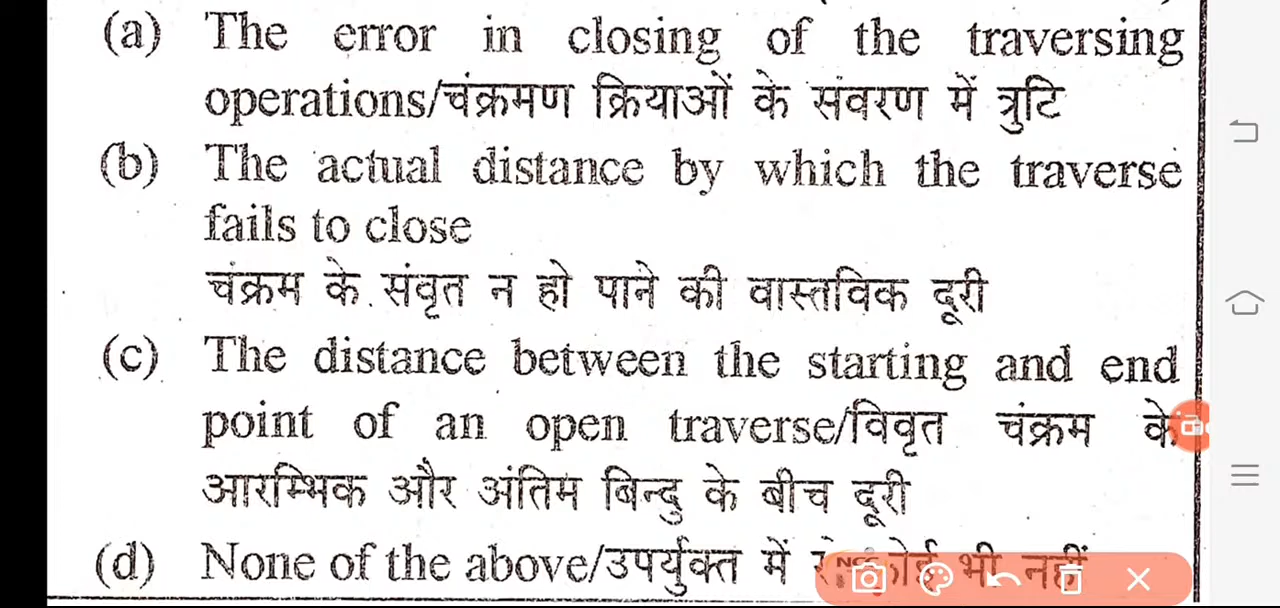 (a) The error in closing of the traversing
operations/चंक्रमण क्रियाओं के संवरण में त्रुटि
(b) The actual distance by which the traverse
fails to close
चंक्रम के संवृत न हो पाने की वास्तविक दूरी
(c) The distance between the starting and end
point of an open traverse/विवृत चंक्रम के
आरम्भिक और अंतिम बिन्दु के बीच दूरी
(d) None of the above/उपर्युक्त में भी नहीं